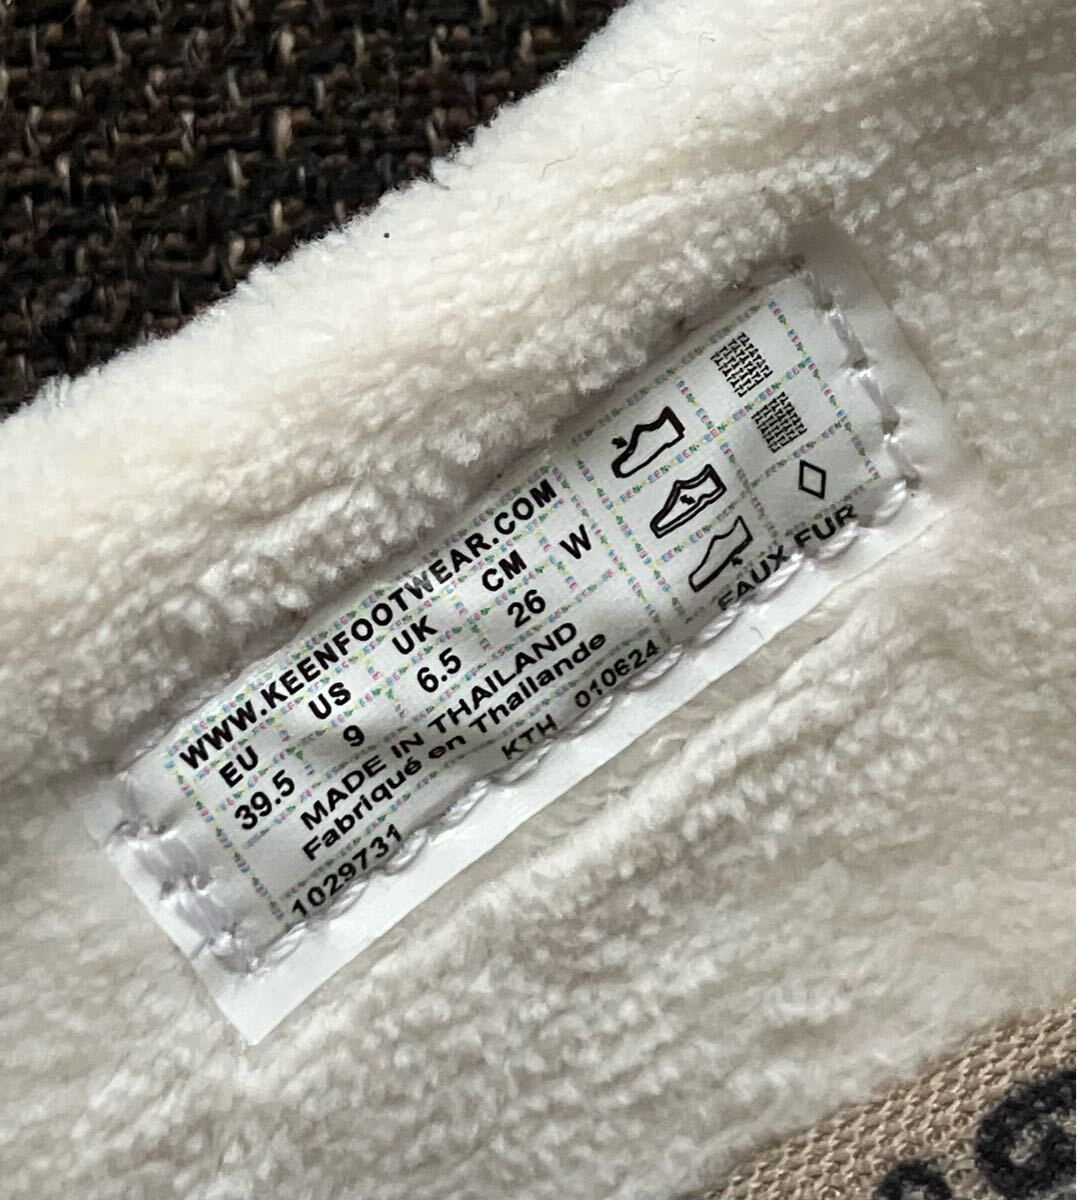 WWW.KEENFOOTWEAR.COM
EU US UK CM W
39.5 9 6.5 26
MADE IN THAILAND
Fabriqué en Thaïlande
1029731 KTH 010624
FAUX FUR